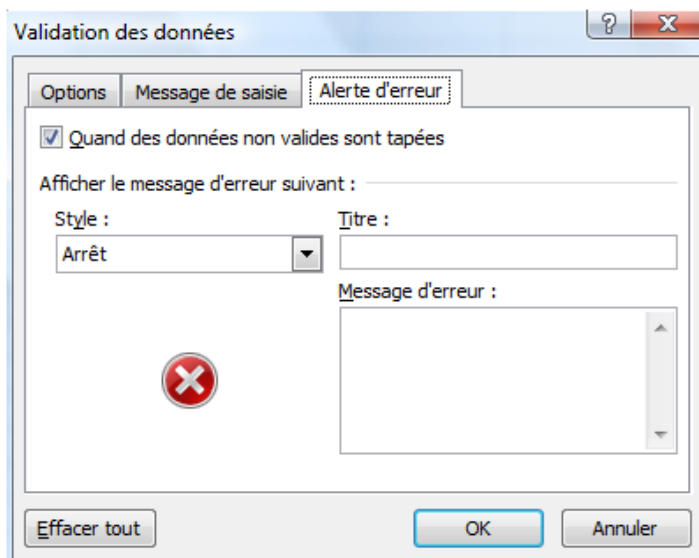 Validation des données
?
Options Message de saisie Alerte d'erreur
Quand des données non valides sont tapées
Afficher le message d'erreur suivant :
Style : Titre :
Arrêt
Message d'erreur :
Effacer tout OK Annuler